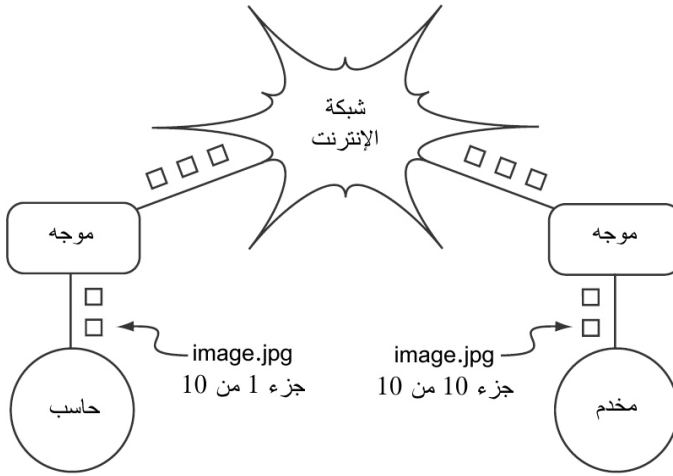 شبكة
الإنترنت
موجه
موجه
image.jpg
جزء 10 من 10
image.jpg
جزء 1 من 10
مخدم
حاسب